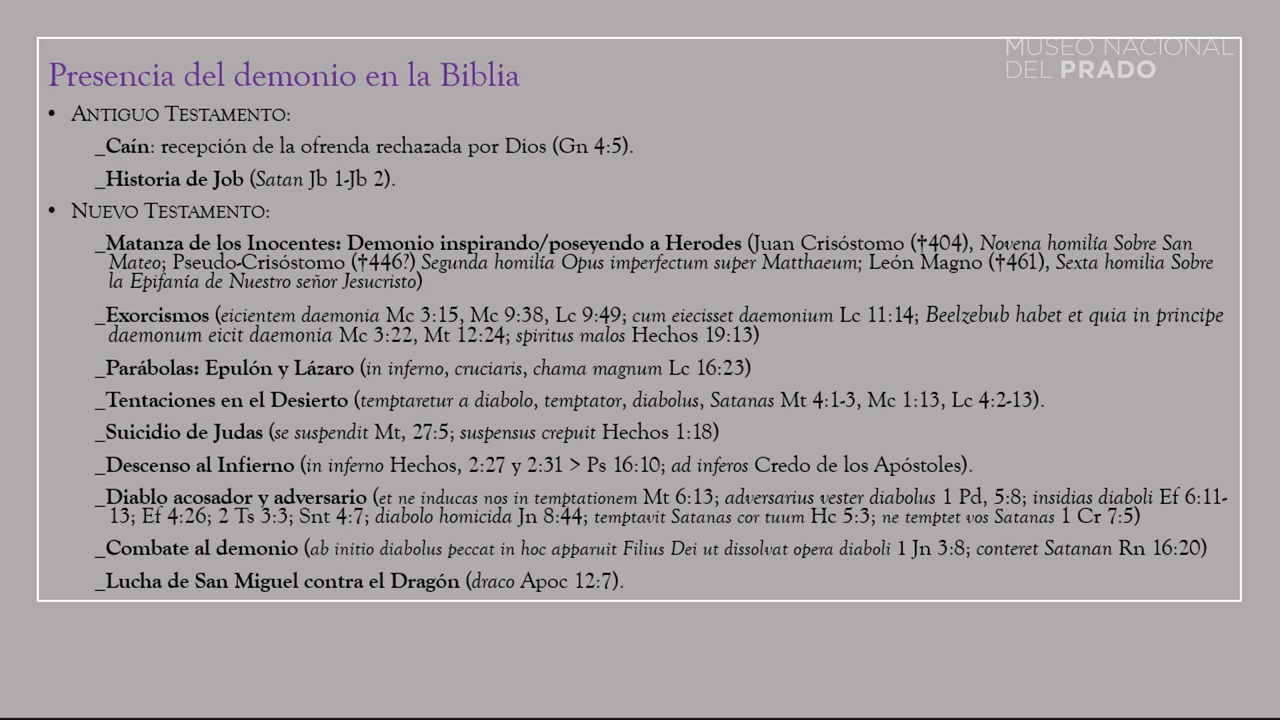 MUSEO NACIONAL
DEL PRADO
Presencia del demonio en la Biblia
• ANTIGUO TESTAMENTO:
_Caín: recepción de la ofrenda rechazada por Dios (Gn 4:5).
_Historia de Job (Satan Jb 1-Jb 2).
• NUEVO TESTAMENTO:
_Matanza de los Inocentes: Demonio inspirando/poseyendo a Herodes (Juan Crisóstomo (†404), Novena homilía Sobre San
Mateo; Pseudo-Crisóstomo (†446?) Segunda homilía Opus imperfectum super Matthaeum; León Magno (†461), Sexta homilia Sobre
la Epifanía de Nuestro señor Jesucristo)
_Exorcismos (eicientem daemonia Mc 3:15, Mc 9:38, Lc 9:49; cum eiecisset daemonium Lc 11:14; Beelzebub habet et quia in principe
daemonum eicit daemonia Mc 3:22, Mt 12:24; spiritus malos Hechos 19:13)
_Parábolas: Epulón y Lázaro (in inferno, cruciaris, chama magnum Lc 16:23)
_Tentaciones en el Desierto (temptaretur a diabolo, temptator, diabolus, Satanas Mt 4:1-3, Mc 1:13, Lc 4:2-13).
_Suicidio de Judas (se suspendit Mt, 27:5; suspensus crepuit Hechos 1:18)
_Descenso al Infierno (in inferno Hechos, 2:27 y 2:31 > Ps 16:10; ad inferos Credo de los Apóstoles).
_Diablo acosador y adversario (et ne inducas nos in temptationem Mt 6:13; adversarius vester diabolus 1 Pd, 5:8; insidias diaboli Ef 6:11-
13; Ef 4:26; 2 Ts 3:3; Snt 4:7; diabolo homicida Jn 8:44; temptavit Satanas cor tuum Hc 5:3; ne temptet vos Satanas 1 Cr 7:5)
_Combate al demonio (ab initio diabolus peccat in hoc apparuit Filius Dei ut dissolvat opera diaboli 1 Jn 3:8; conteret Satanan Rn 16:20)
_Lucha de San Miguel contra el Dragón (draco Apoc 12:7).